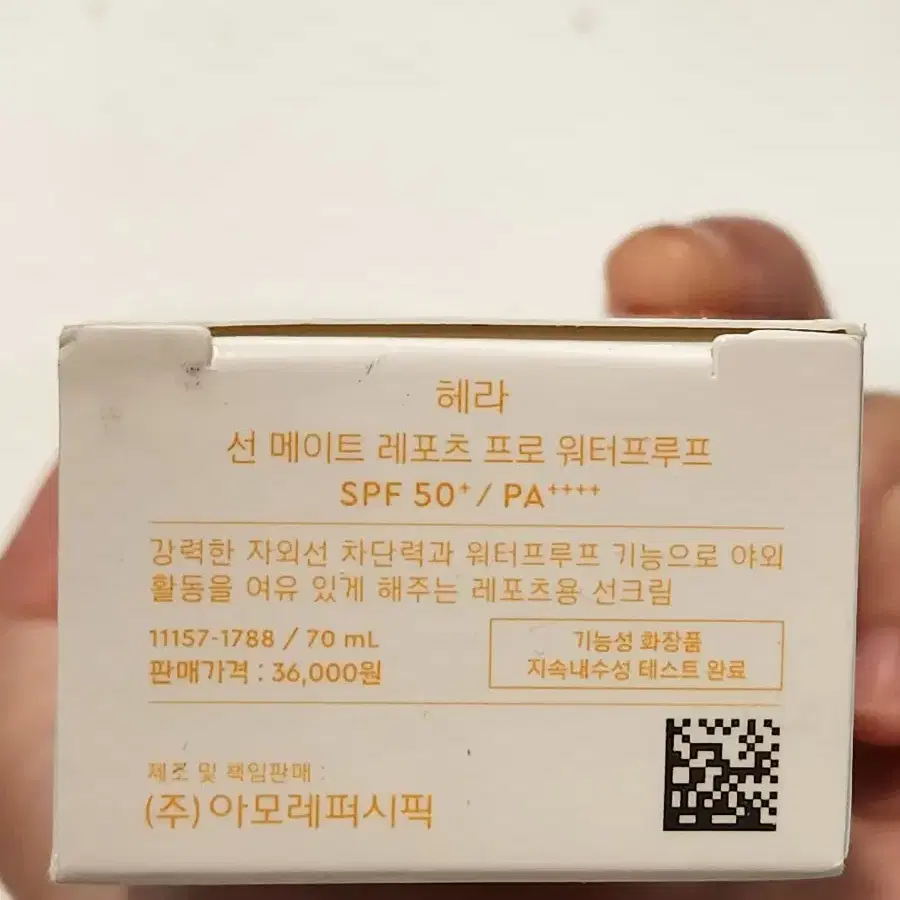 헤라
선 메이트 레포츠 프로 워터프루프
SPF 50⁺ / PA⁺⁺⁺⁺
강력한 자외선 차단력과 워터프루프 기능으로 야외
활동을 여유 있게 해주는 레포츠용 선크림
11157-1788 / 70 mL
판매가격 : 36,000원
기능성 화장품
지속내수성 테스트 완료
제조 및 책임판매 :
(주)아모레퍼시픽